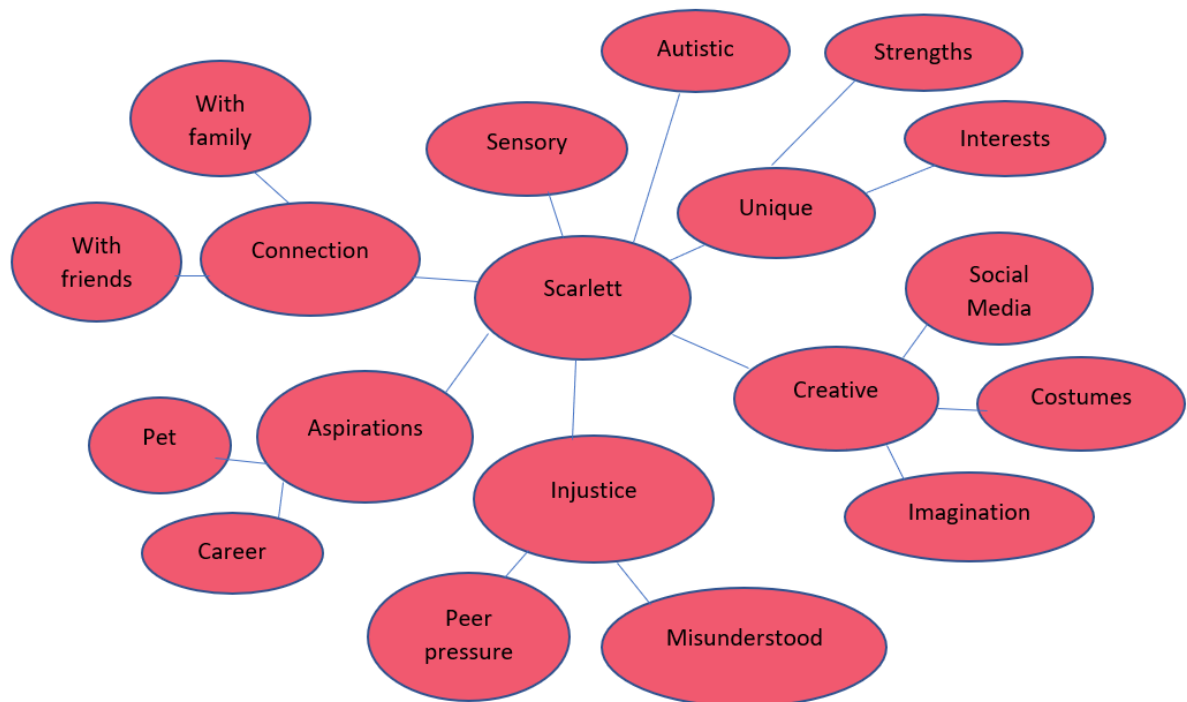 Autistic
Strengths
With
family
Sensory
Interests
Unique
With
friends
Connection
Scarlett
Social
Media
Creative
Costumes
Pet
Aspirations
Injustice
Imagination
Career
Peer
pressure
Misunderstood